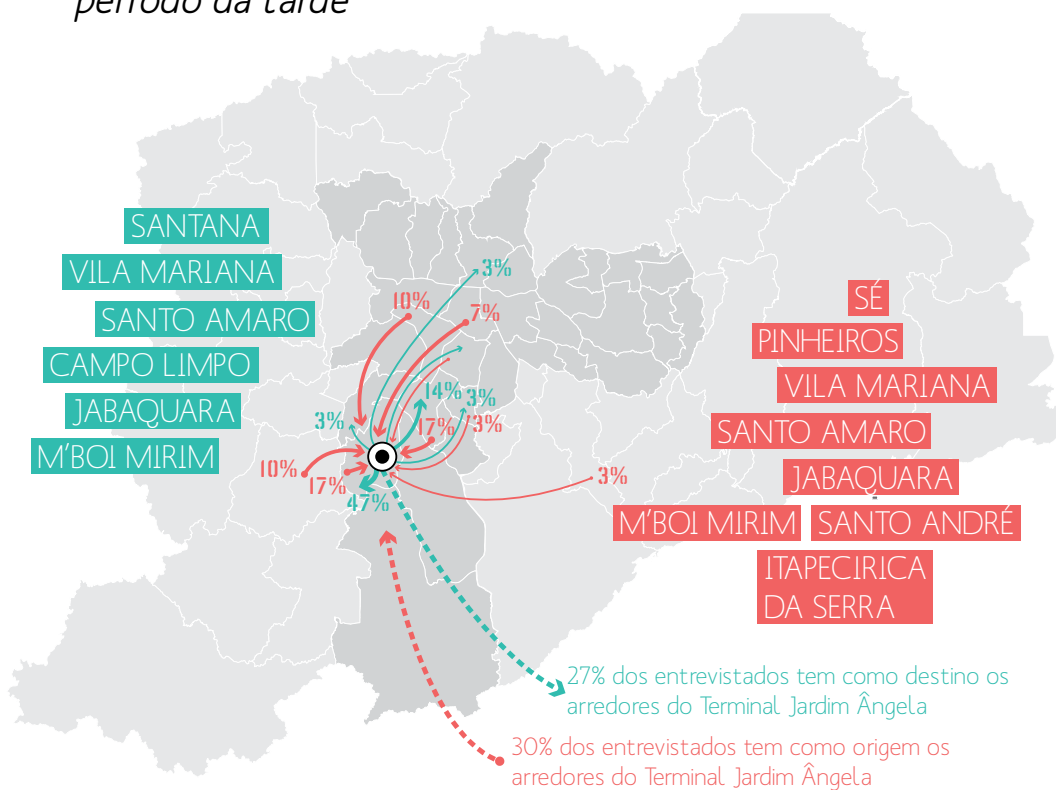 período da tarde
SANTANA
VILA MARIANA
SANTO AMARO
CAMPO LIMPO
JABAQUARA
M'BOI MIRIM
3%
10%
7%
14%
3%
3%
17%
3%
10%
17%
47%
3%
SÉ
PINHEIROS
VILA MARIANA
SANTO AMARO
JABAQUARA
M'BOI MIRIM
SANTO ANDRÉ
ITAPECIRICA
DA SERRA
27% dos entrevistados tem como destino os
arredores do Terminal Jardim Ângela
30% dos entrevistados tem como origem os
arredores do Terminal Jardim Ângela